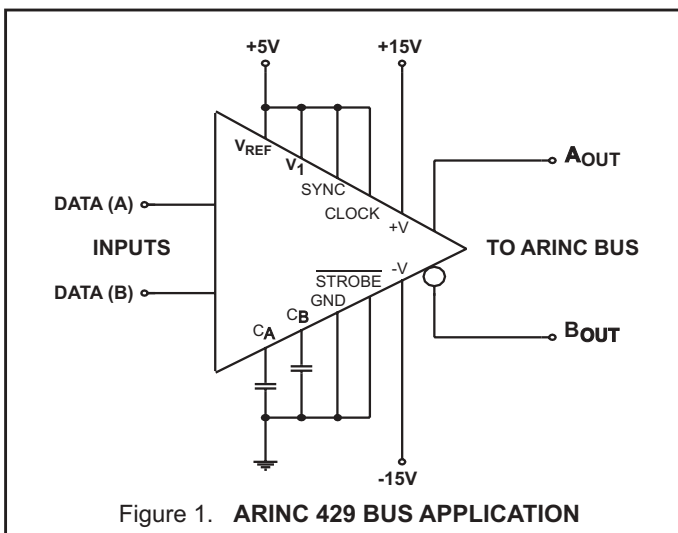 +5V
+15V
VREF
V1
SYNC
CLOCK
+V
AOUT
DATA (A)
INPUTS
TO ARINC BUS
DATA (B)
-V
STROBE
GND
CB
CA
BOUT
-15V
Figure 1. ARINC 429 BUS APPLICATION